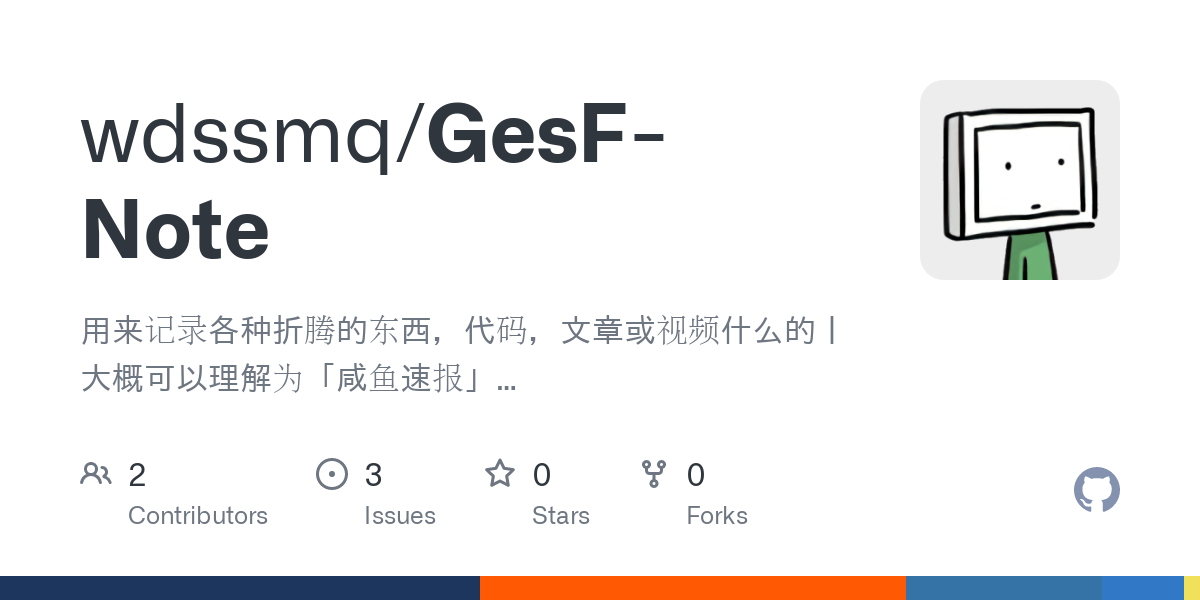 wdssmq/GesF-
Note
用来记录各种折腾的东西，代码，文章或视频什么的丨
大概可以理解为「咸鱼速报」...
2
Contributors
3
Issues
0
Stars
0
Forks